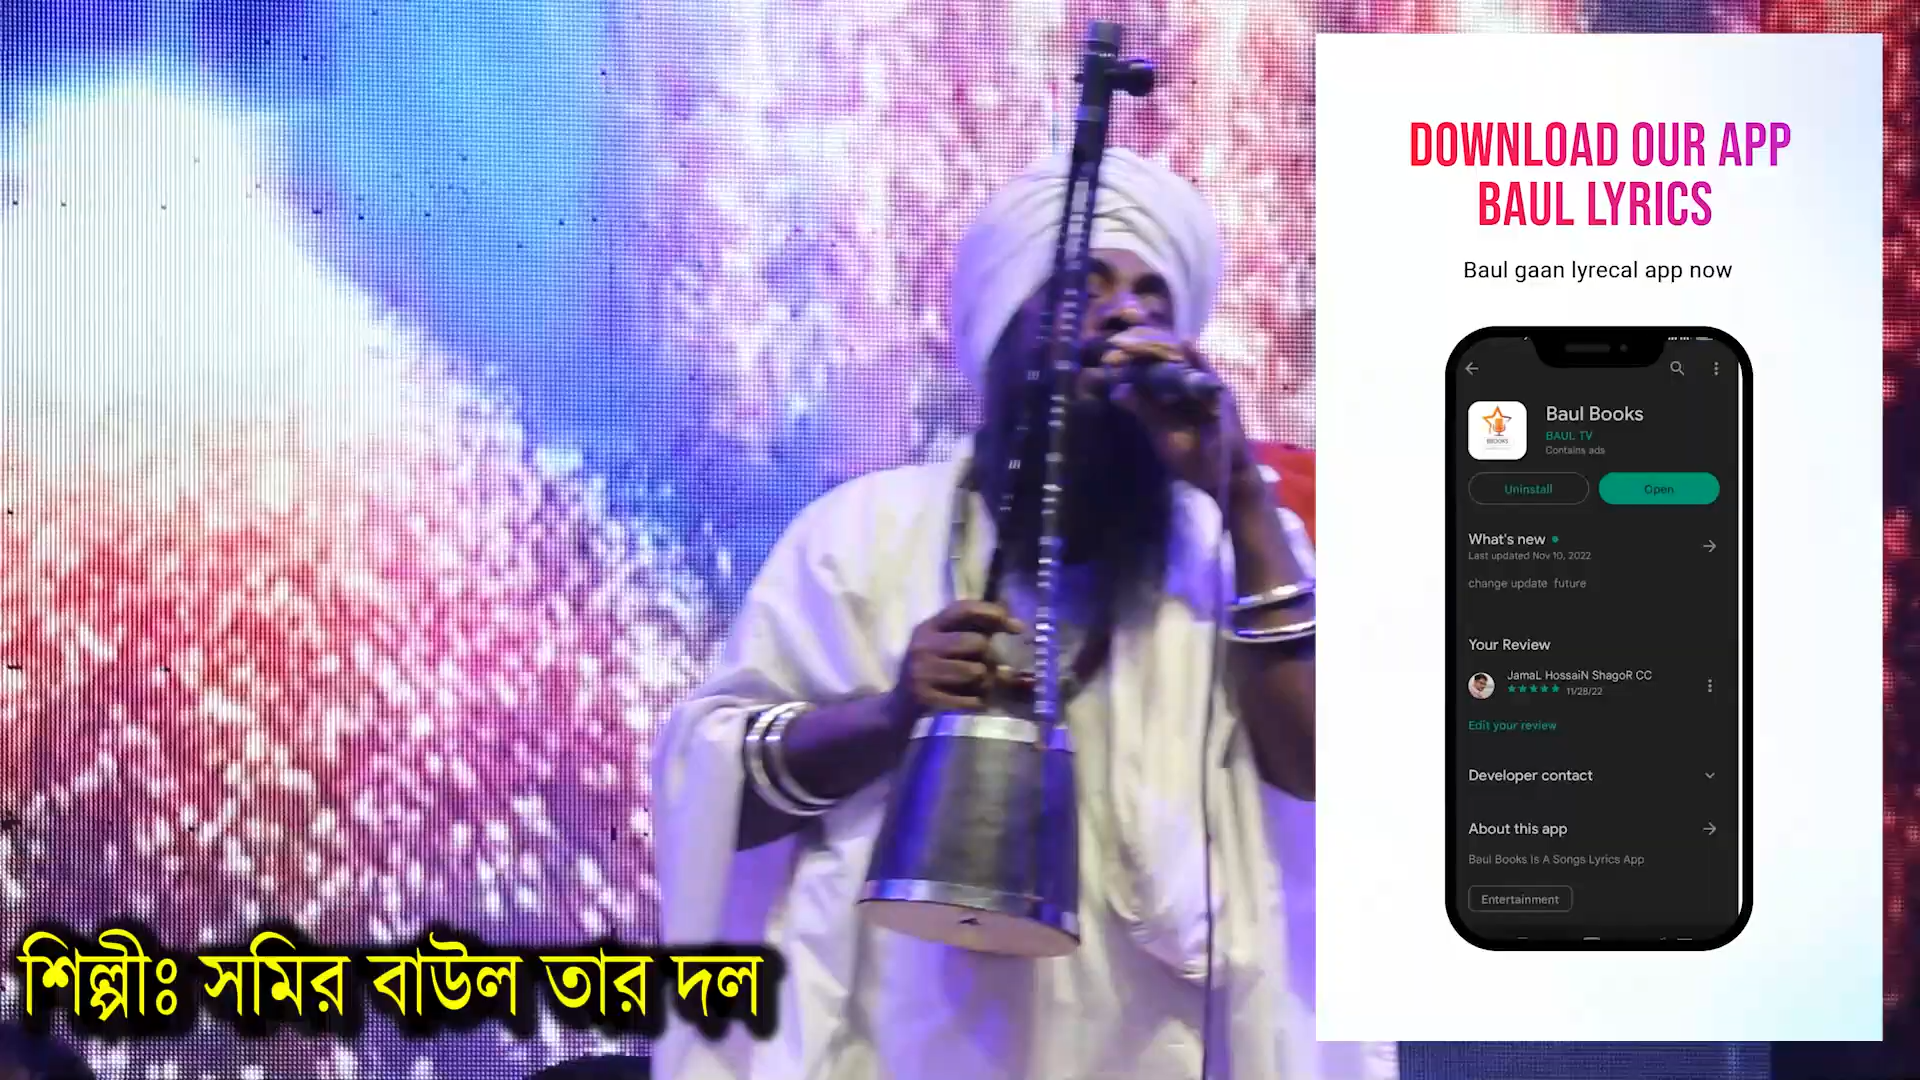 DOWNLOAD OUR APP
BAUL LYRICS
Baul gaan lyrecal app now
Baul Books
BAUL TV
Contains ads
Uninstall
Open
What's new
Last updated Nov 10, 2022
change update future
Your Review
JamaL HossaiN ShagoR CC
11/28/22
Edit your review
Developer contact
About this app
Baul Books Is A Songs Lyrics App
Entertainment
শিল্পীঃ সমির বাউল তার দল